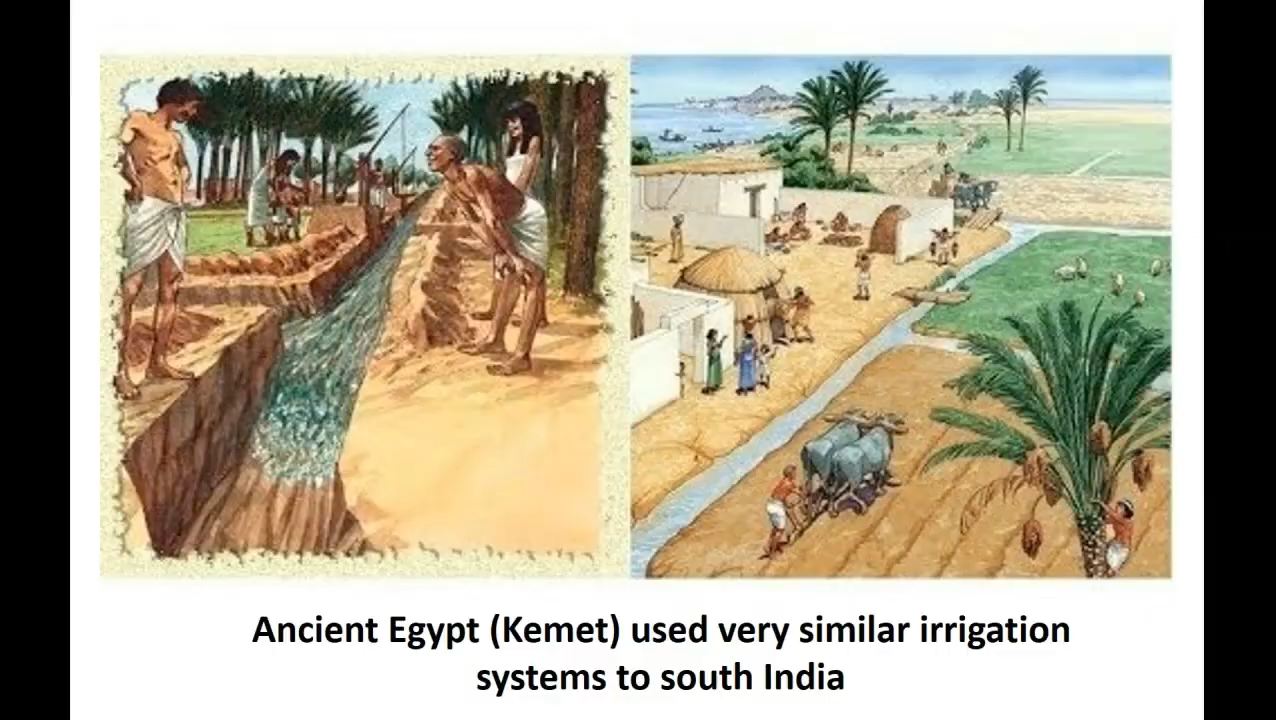 Ancient Egypt (Kemet) used very similar irrigation
systems to south India